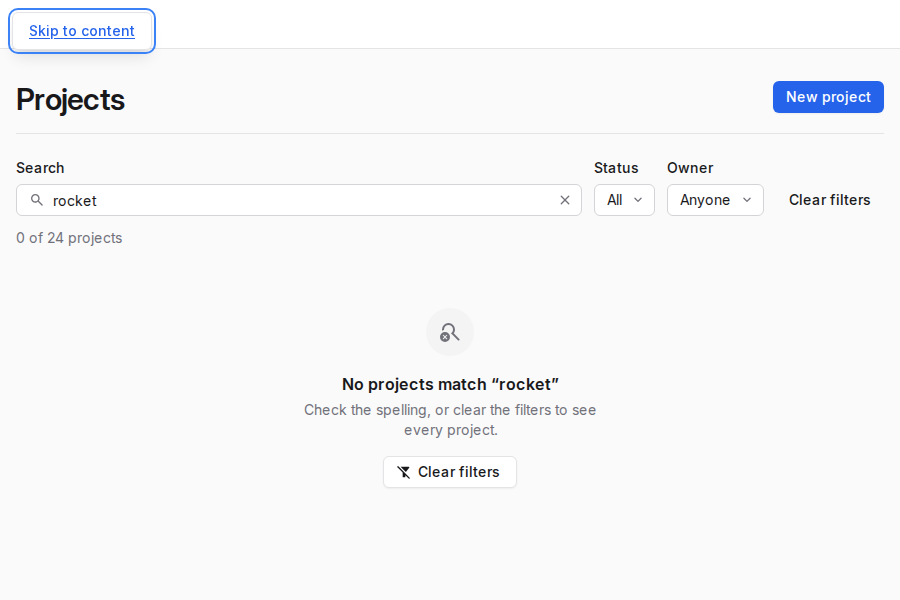 Skip to content
Projects
New project
Search
Status
Owner
rocket
All
Anyone
Clear filters
0 of 24 projects
No projects match “rocket”
Check the spelling, or clear the filters to see
every project.
Clear filters